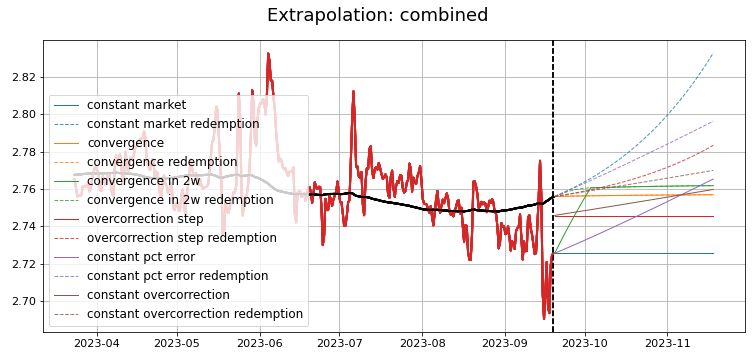 Extrapolation: combined
2.82
2.80
2.78
2.76
2.74
2.72
2.70
constant market
constant market redemption
convergence
convergence redemption
convergence in 2w
convergence in 2w redemption
overcorrection step
overcorrection step redemption
constant pct error
constant pct error redemption
constant overcorrection
constant overcorrection redemption
2023-04 2023-05 2023-06 2023-07 2023-08 2023-09 2023-10 2023-11